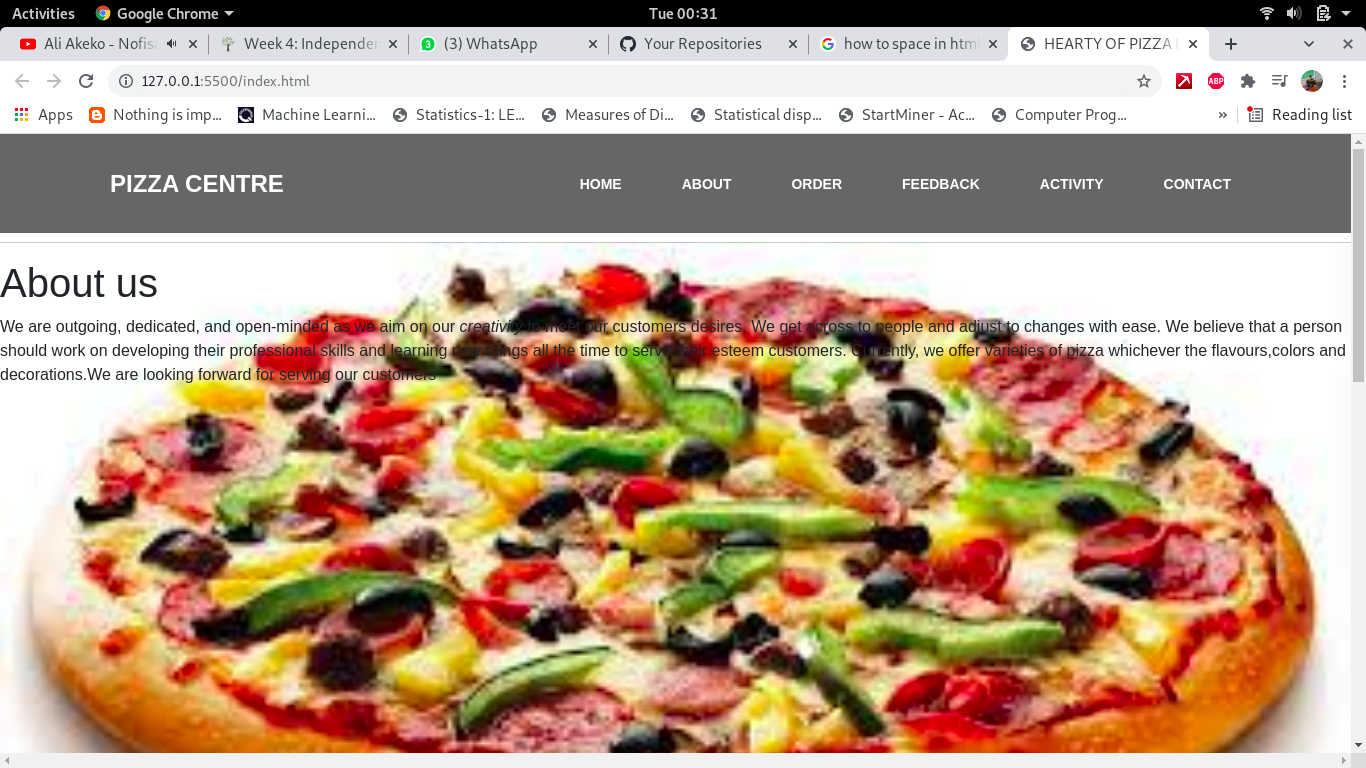 Activities Google Chrome Tue 00:31
Ali Akeko - Nofis Week 4: Independen (3) WhatsApp Your Repositories how to space in html HEARTY OF PIZZA
127.0.0.1:5500/index.html ABP
Apps Nothing is imp... Machine Learni... Statistics-1: LE... Measures of Di... Statistical disp... StartMiner - Ac... Computer Prog... » Reading list
PIZZA CENTRE HOME ABOUT ORDER FEEDBACK ACTIVITY CONTACT
About us
We are outgoing, dedicated, and open-minded as we aim on our creativity to meet our customers desires. We get across to people and adjust to changes with ease. We believe that a person
should work on developing their professional skills and learning new things all the time to serve their esteem customers. Currently, we offer varieties of pizza whichever the flavours,colors and
decorations.We are looking forward for serving our customers